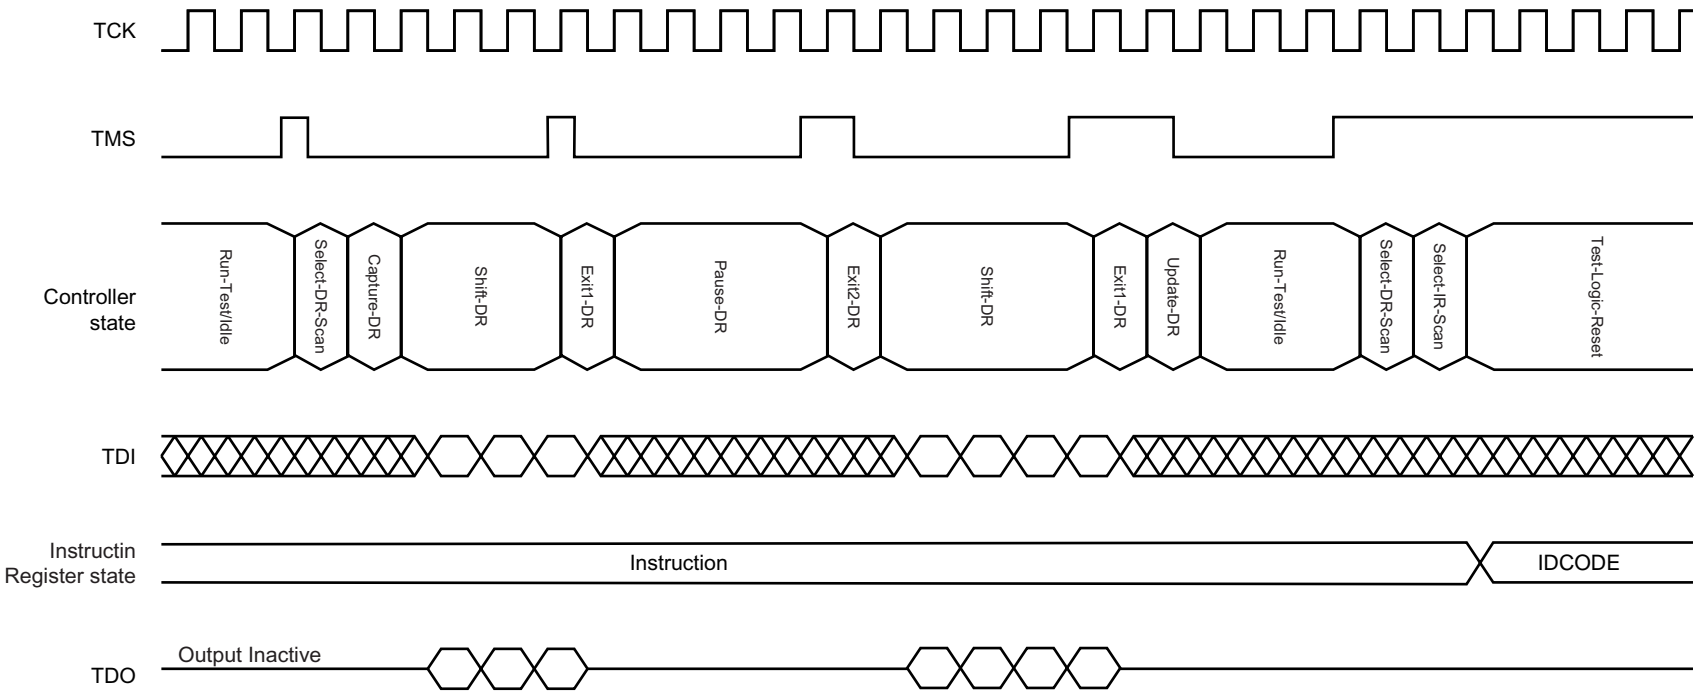 TCK
TMS
Controller
state
Run-Test/Idle
Select-DR-Scan
Capture-DR
Shift-DR
Exit1-DR
Pause-DR
Exit2-DR
Shift-DR
Exit1-DR
Update-DR
Run-Test/Idle
Select-DR-Scan
Select-IR-Scan
Test-Logic-Reset
TDI
Instructin
Register state
Instruction
IDCODE
Output Inactive
TDO